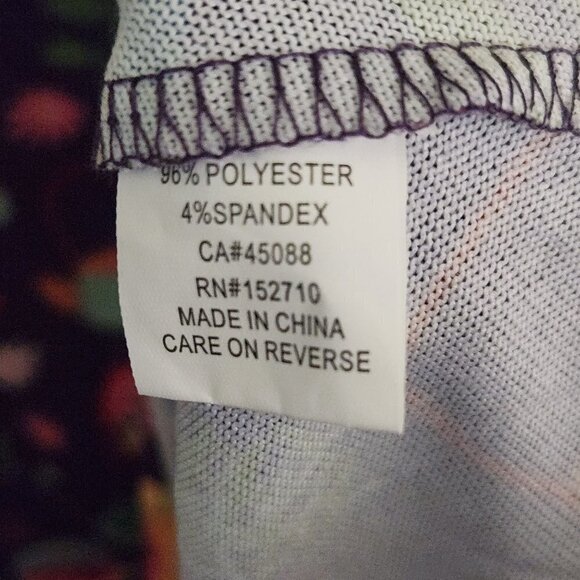 96% POLYESTER
4%SPANDEX
CA#45088
RN#152710
MADE IN CHINA
CARE ON REVERSE